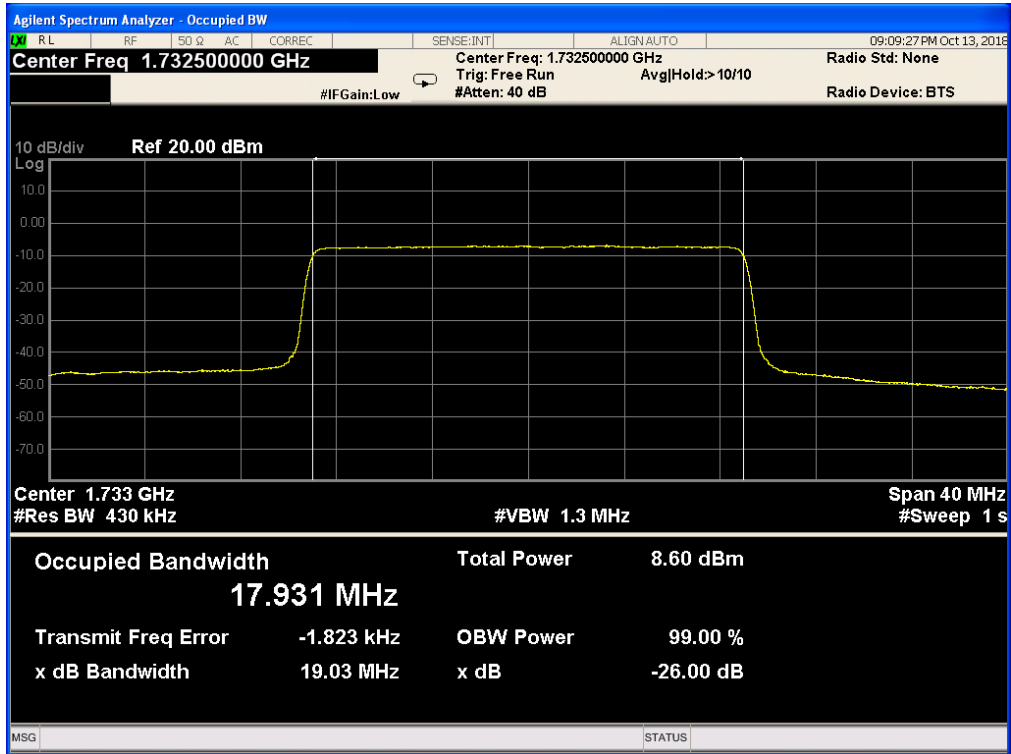 Agilent Spectrum Analyzer - Occupied BW
LXI RL RF 50 Ω AC CORREC SENSE:INT ALIGN AUTO 09:09:27 PM Oct 13, 2018
Center Freq 1.732500000 GHz Center Freq: 1.732500000 GHz Radio Std: None
Trig: Free Run Avg|Hold:>10/10
#IFGain:Low #Atten: 40 dB Radio Device: BTS
10 dB/div Ref 20.00 dBm
Log
10.0
0.00
-10.0
-20.0
-30.0
-40.0
-50.0
-60.0
-70.0
Center 1.733 GHz Span 40 MHz
#Res BW 430 kHz #VBW 1.3 MHz #Sweep 1 s
Occupied Bandwidth Total Power 8.60 dBm
17.931 MHz
Transmit Freq Error -1.823 kHz OBW Power 99.00 %
x dB Bandwidth 19.03 MHz x dB -26.00 dB
MSG STATUS